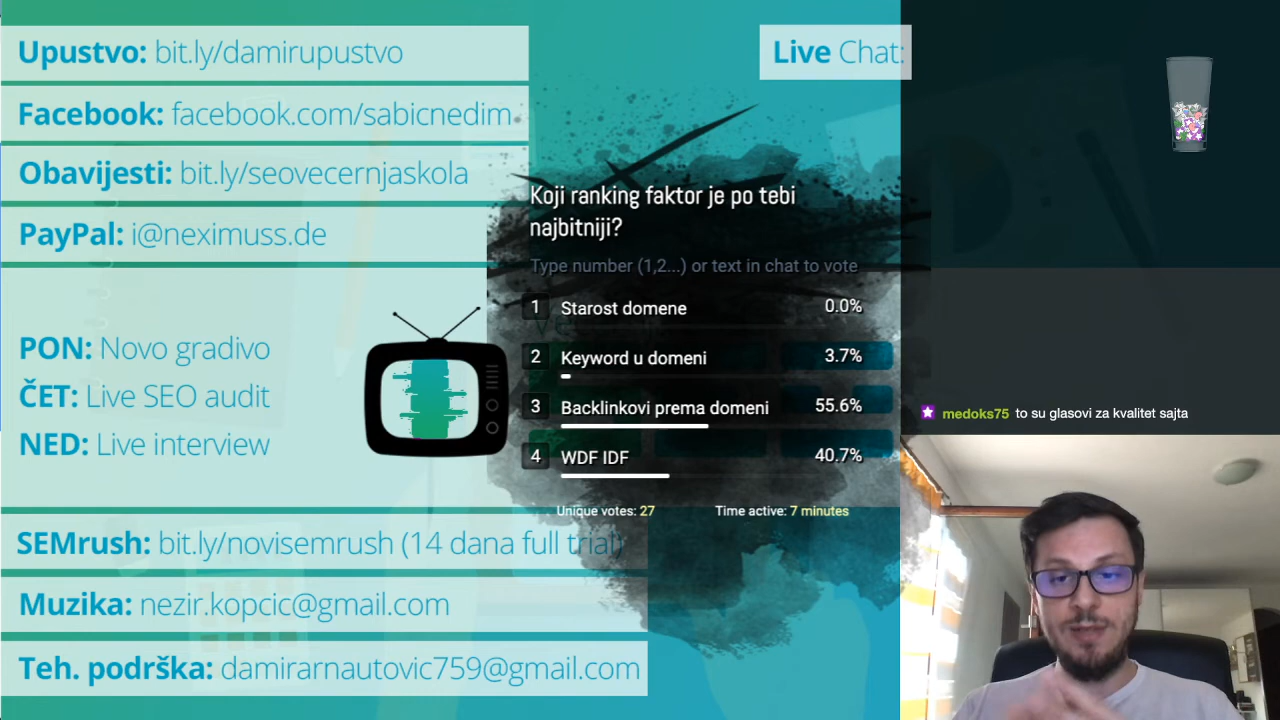 Upustvo: bit.ly/damirupustvo
Facebook: facebook.com/sabicnedim
Obavijesti: bit.ly/seovecernjaskola
PayPal: i@neximuss.de
PON: Novo gradivo
ČET: Live SEO audit
NED: Live interview
SEMrush: bit.ly/novisemrush (14 dana full trial)
Muzika: nezir.kopcic@gmail.com
Teh. podrška: damirarnautovic759@gmail.com
Live Chat:
Koji ranking faktor je po tebi
najbitniji?
Type number (1,2...) or text in chat to vote
1 Starost domene 0.0%
2 Keyword u domeni 3.7%
3 Backlinkovi prema domeni 55.6%
4 WDF IDF 40.7%
Unique votes: 27 Time active: 7 minutes
medoks75 to su glasovi za kvalitet sajta